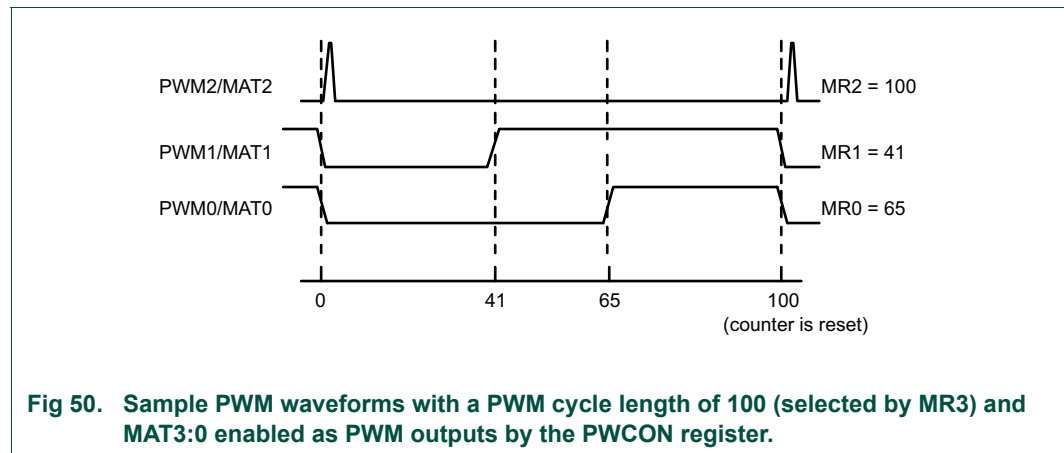 PWM2/MAT2 MR2 = 100
PWM1/MAT1 MR1 = 41
PWM0/MAT0 MR0 = 65
0 41 65 100
(counter is reset)
Fig 50. Sample PWM waveforms with a PWM cycle length of 100 (selected by MR3) and
MAT3:0 enabled as PWM outputs by the PWCON register.